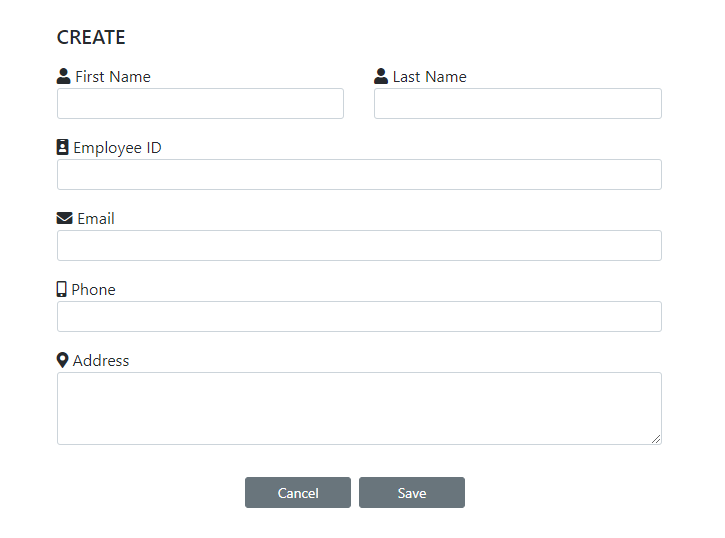 CREATE
First Name Last Name
Employee ID
Email
Phone
Address
Cancel Save